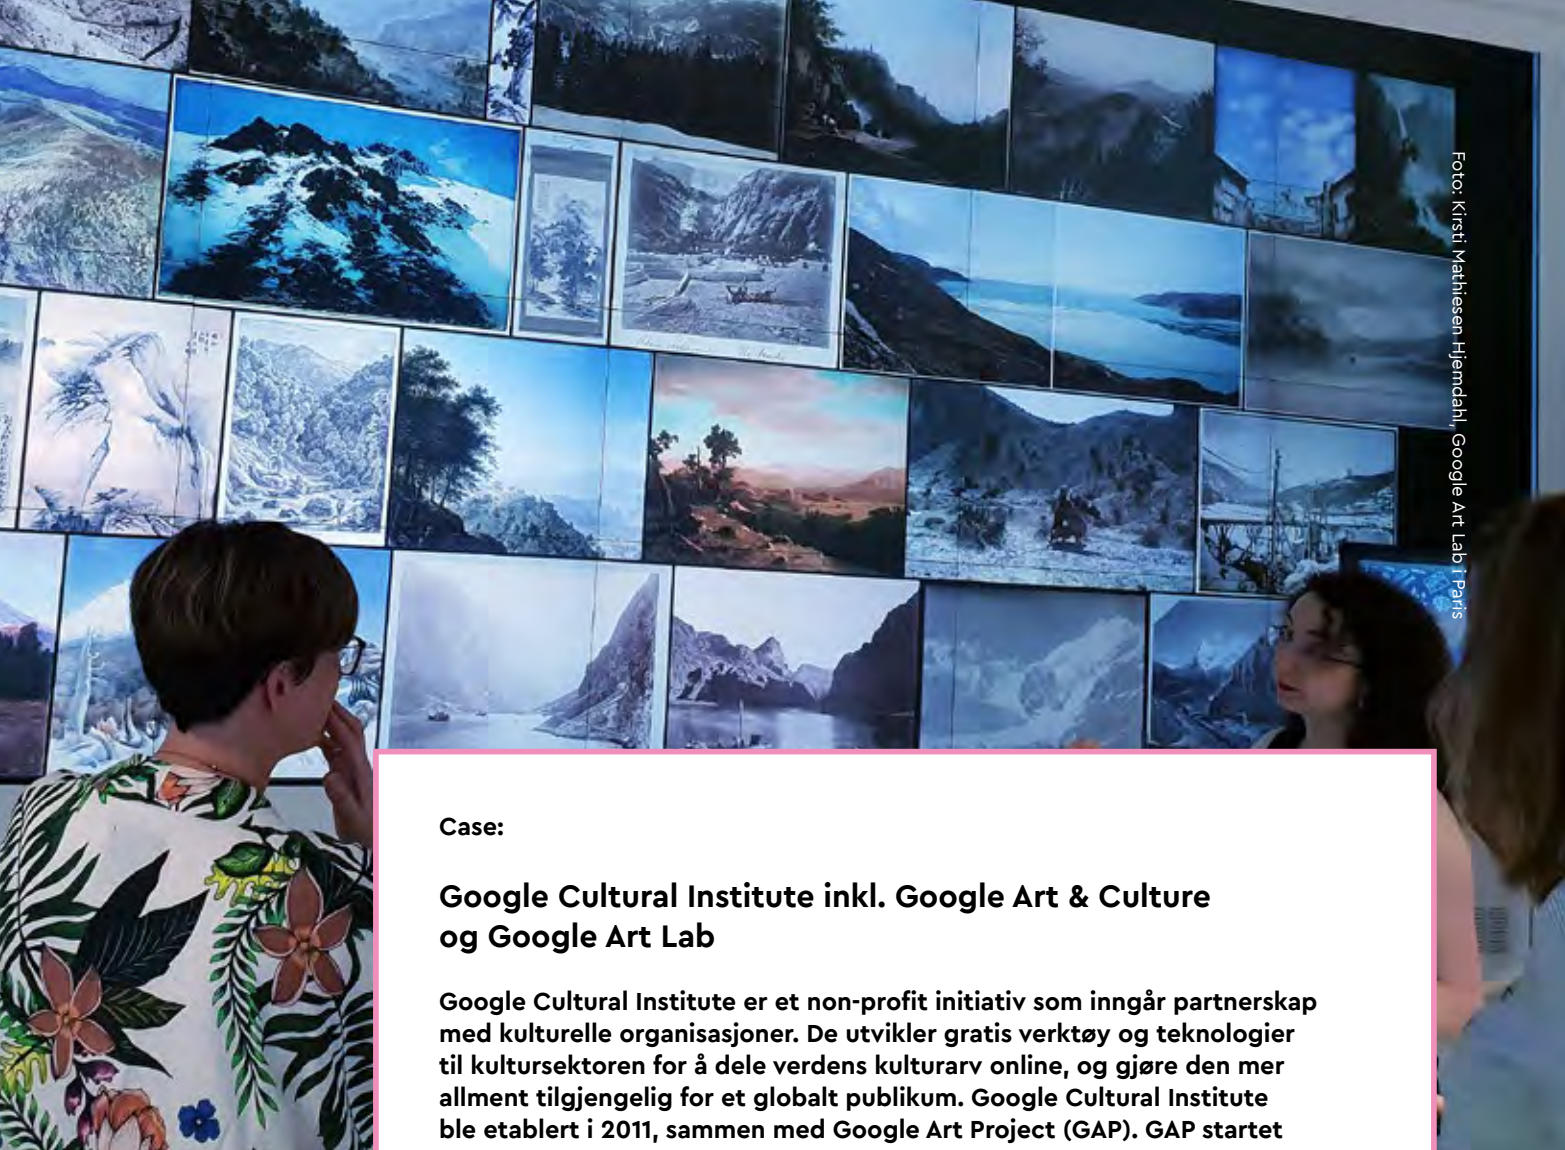 Foto: Kirsti Mathiesen Hjemdahl, Google Art Lab i Paris
Case:
Google Cultural Institute inkl. Google Art & Culture
og Google Art Lab
Google Cultural Institute er et non-profit initiativ som inngår partnerskap
med kulturelle organisasjoner. De utvikler gratis verktøy og teknologier
til kultursektoren for å dele verdens kulturarv online, og gjøre den mer
allment tilgjengelig for et globalt publikum. Google Cultural Institute
ble etablert i 2011, sammen med Google Art Project (GAP). GAP startet